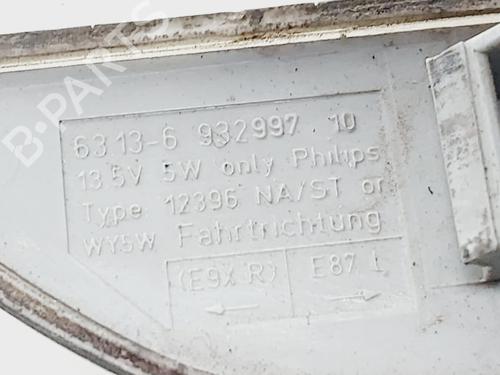 B-PARTS
63 13-6 932997 10
13.5V 5W only Philips
Type 12396 NA/ST or
WY5W Fahrtrichtung
(E9X R) E87 L